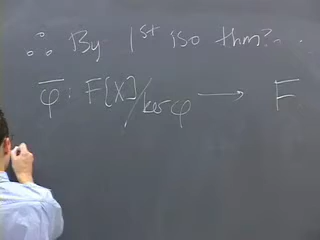 ∴ By 1st iso thm?..
φ̅ : F[X]/ker φ → F